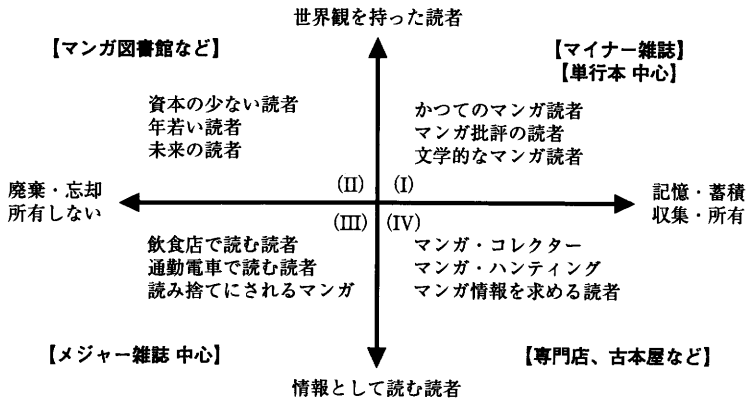 世界観を持った読者
【マンガ図書館など】
【マイナー雑誌】
【単行本 中心】
資本の少ない読者
年若い読者
未来の読者
かつてのマンガ読者
マンガ批評の読者
文学的なマンガ読者
(II)
(I)
廃棄・忘却
所有しない
記憶・蓄積
収集・所有
(III)
(IV)
飲食店で読む読者
通勤電車で読む読者
読み捨てにされるマンガ
マンガ・コレクター
マンガ・ハンティング
マンガ情報を求める読者
【メジャー雑誌 中心】
【専門店、古本屋など】
情報として読む読者